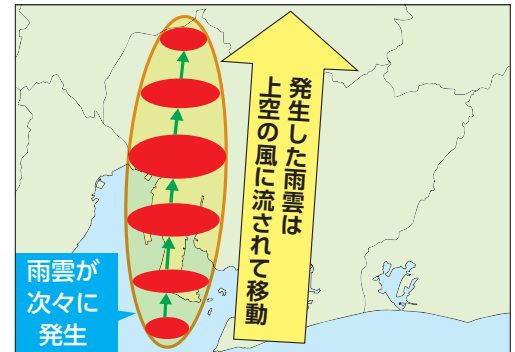 発生した雨雲は
上空の風に流されて移動
雨雲が
次々に
発生